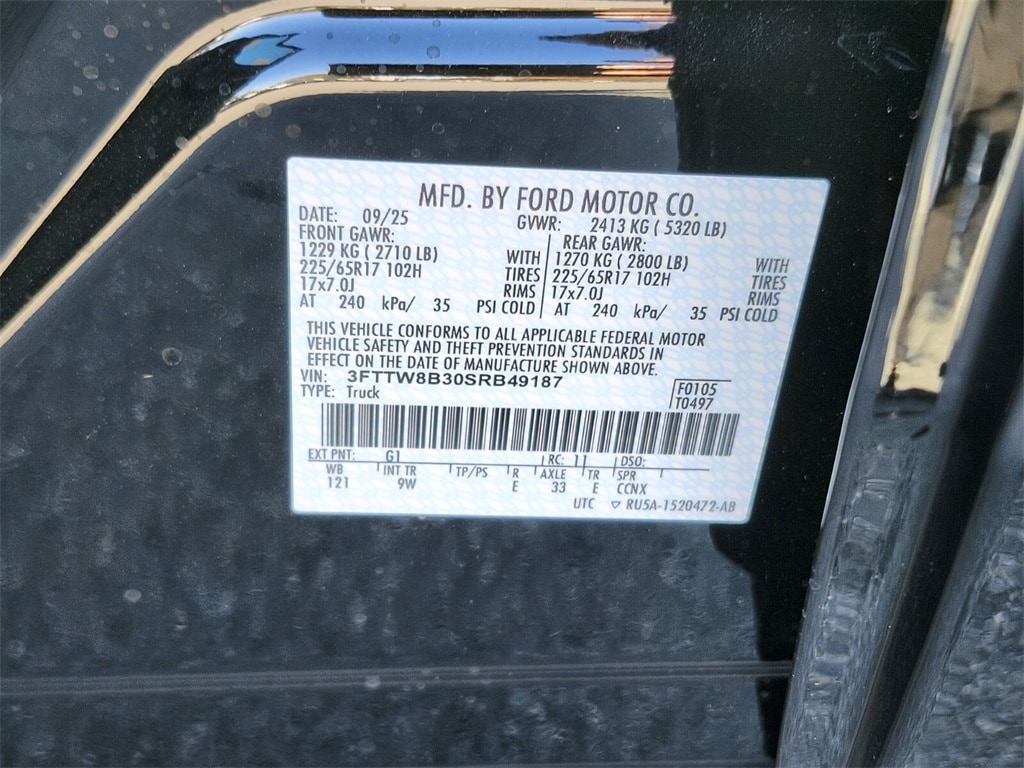 MFD. BY FORD MOTOR CO.
DATE: 09/25 GVWR: 2413 KG ( 5320 LB)
FRONT GAWR: REAR GAWR:
1229 KG ( 2710 LB) WITH 1270 KG ( 2800 LB) WITH
225/65R17 102H TIRES 225/65R17 102H TIRES
17x7.0J RIMS 17x7.0J RIMS
AT 240 kPa/ 35 PSI COLD AT 240 kPa/ 35 PSI COLD
THIS VEHICLE CONFORMS TO ALL APPLICABLE FEDERAL MOTOR
VEHICLE SAFETY AND THEFT PREVENTION STANDARDS IN
EFFECT ON THE DATE OF MANUFACTURE SHOWN ABOVE.
VIN: 3FTTW8B30SRB49187 F0105
TYPE: Truck T0497
EXT PNT: G1 RC: 11 DSO:
WB INT TR TP/PS R AXLE TR SPR
121 9W E 33 E CCNX
UTC ▽ RU5A-1520472-AB